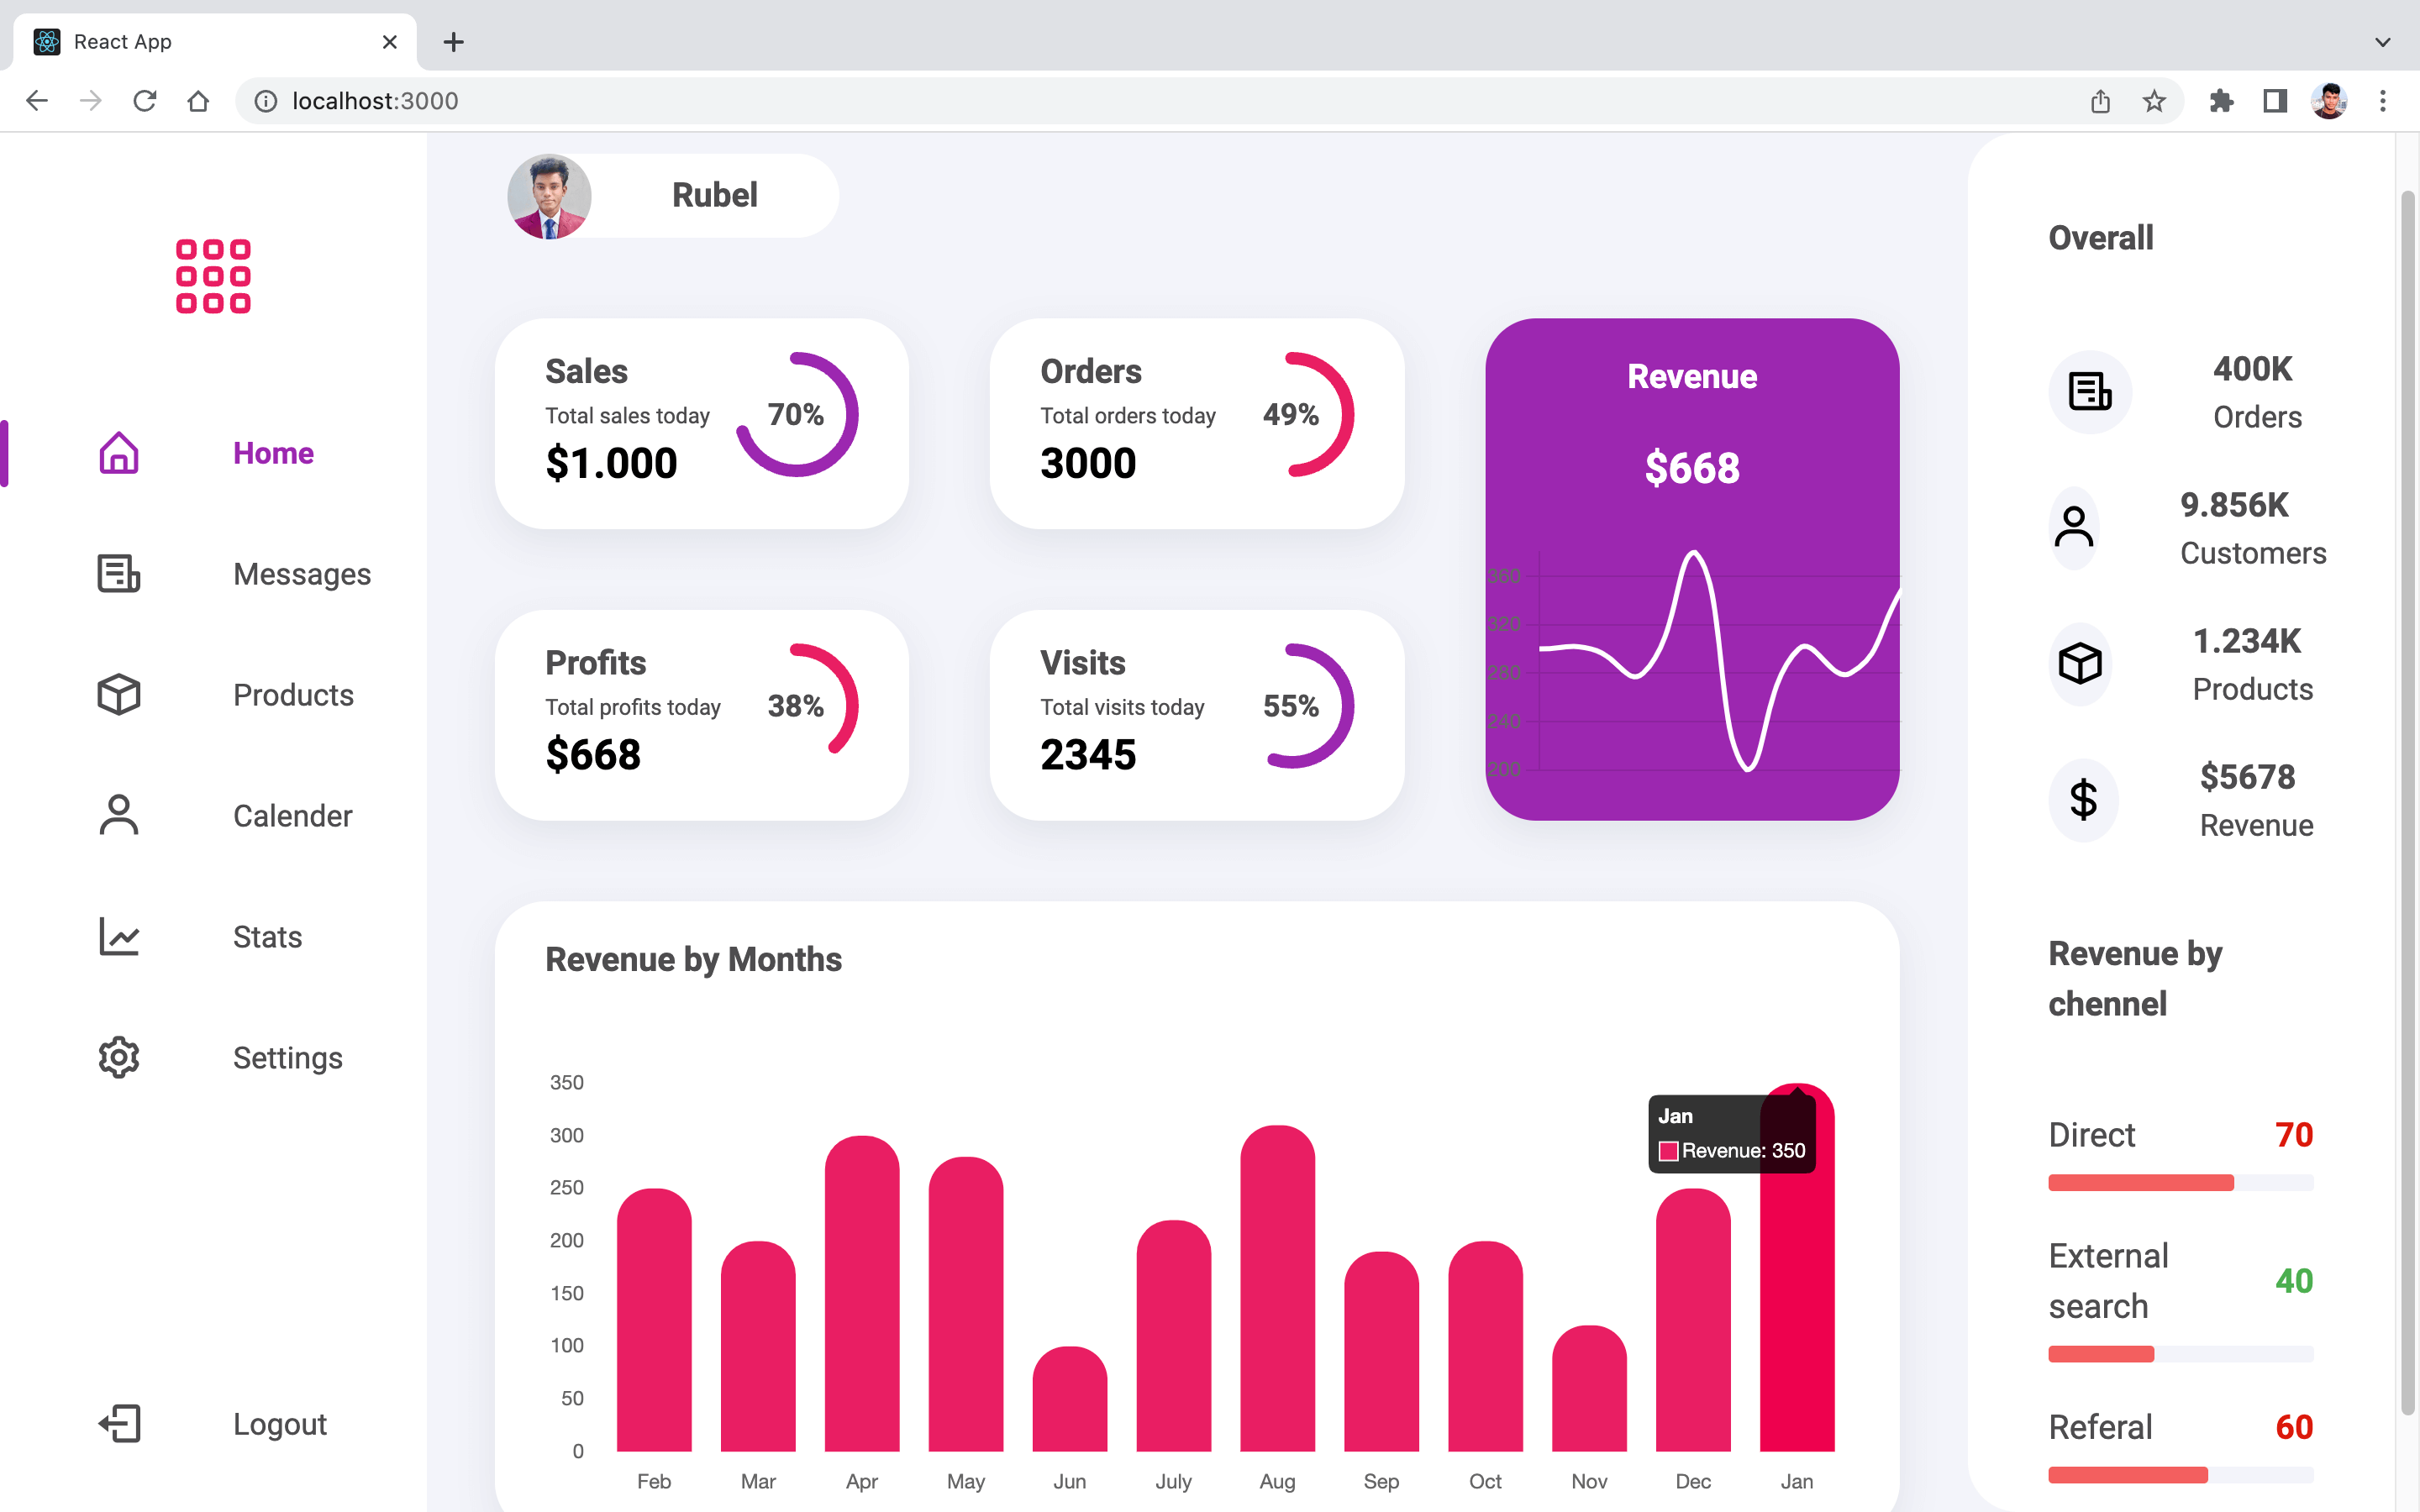 React App
localhost:3000
Rubel
Home
Messages
Products
Calender
Stats
Settings
Logout
Sales
Total sales today
$1.000
70%
Orders
Total orders today
3000
49%
Profits
Total profits today
$668
38%
Visits
Total visits today
2345
55%
Revenue
$668
360
320
280
240
200
Revenue by Months
350
300
250
200
150
100
50
0
Feb Mar Apr May Jun July Aug Sep Oct Nov Dec Jan
Jan
Revenue: 350
Overall
400K
Orders
9.856K
Customers
1.234K
Products
$5678
Revenue
Revenue by
chennel
Direct 70
External
search
40
Referal 60